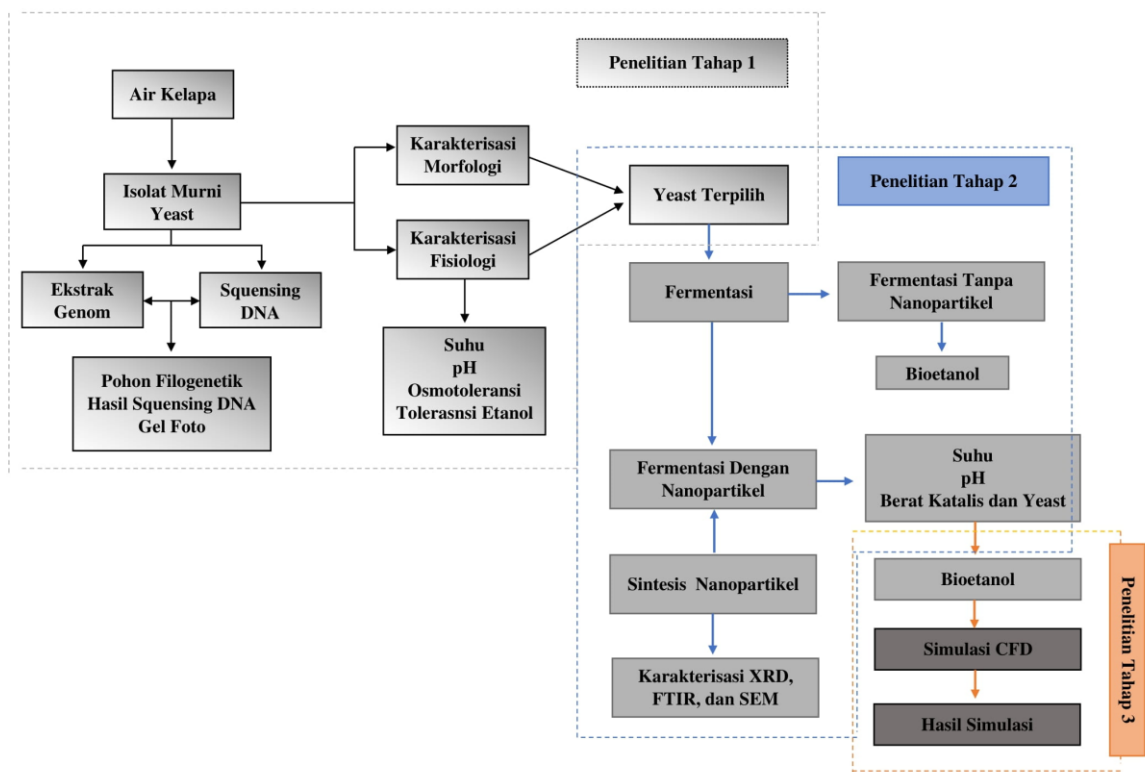 Penelitian Tahap 1
Air Kelapa
Isolat Murni
Yeast
Ekstrak
Genom
Squensing
DNA
Pohon Filogenetik
Hasil Squensing DNA
Gel Foto
Karakterisasi
Morfologi
Karakterisasi
Fisiologi
Suhu
pH
Osmotoleransi
Tolerasnsi Etanol
Yeast Terpilih
Penelitian Tahap 2
Fermentasi
Fermentasi Tanpa
Nanopartikel
Bioetanol
Fermentasi Dengan
Nanopartikel
Suhu
pH
Berat Katalis dan Yeast
Sintesis Nanopartikel
Karakterisasi XRD,
FTIR, dan SEM
Bioetanol
Simulasi CFD
Hasil Simulasi
Penelitian Tahap 3